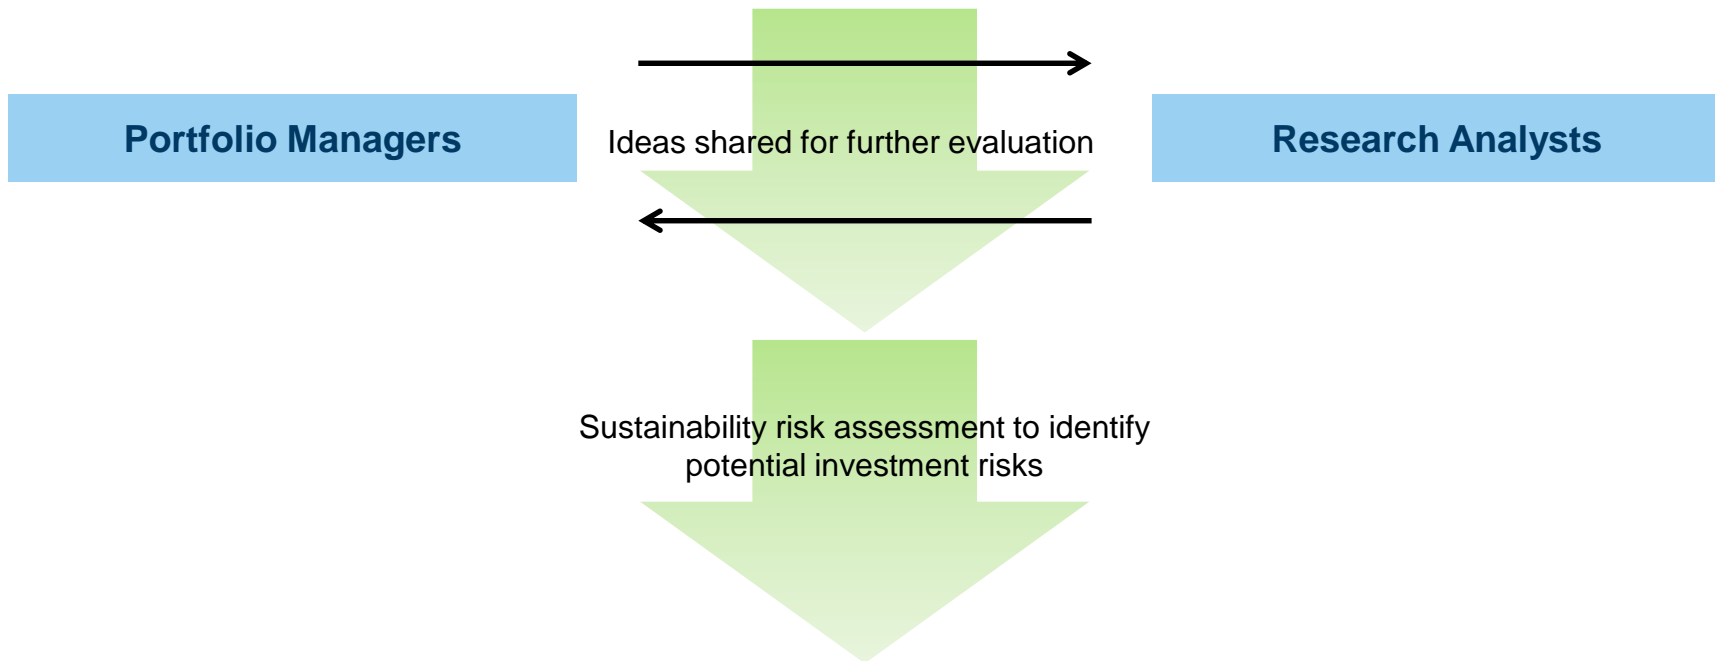 Portfolio Managers
Ideas shared for further evaluation
Research Analysts
Sustainability risk assessment to identify
potential investment risks